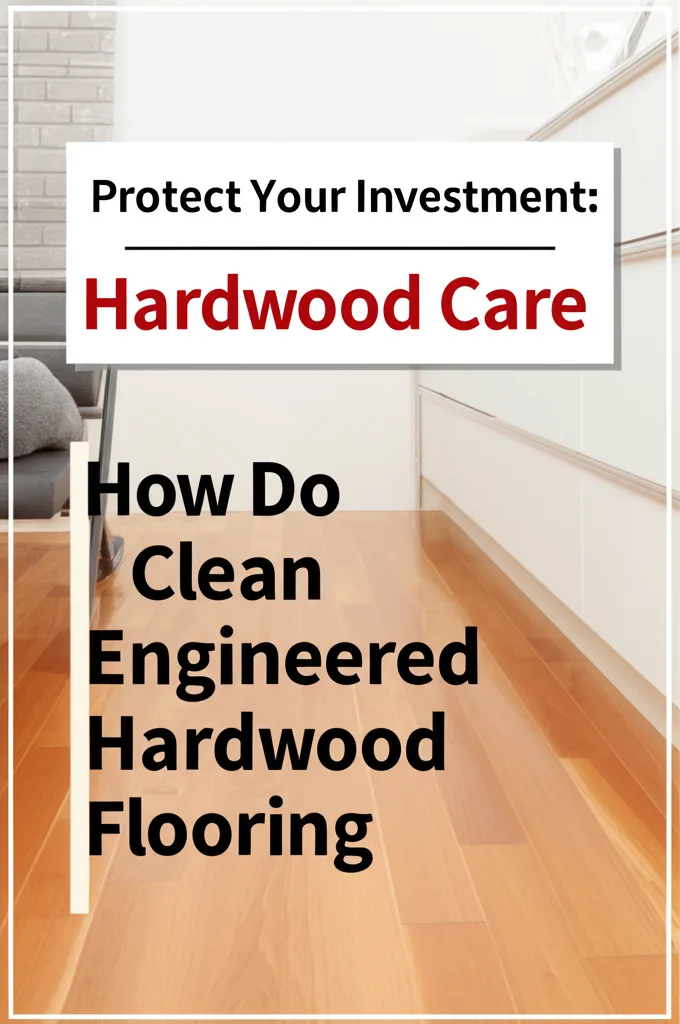 Protect Your Investment:
Hardwood Care
How Do
Clean
Engineered
Hardwood
Flooring